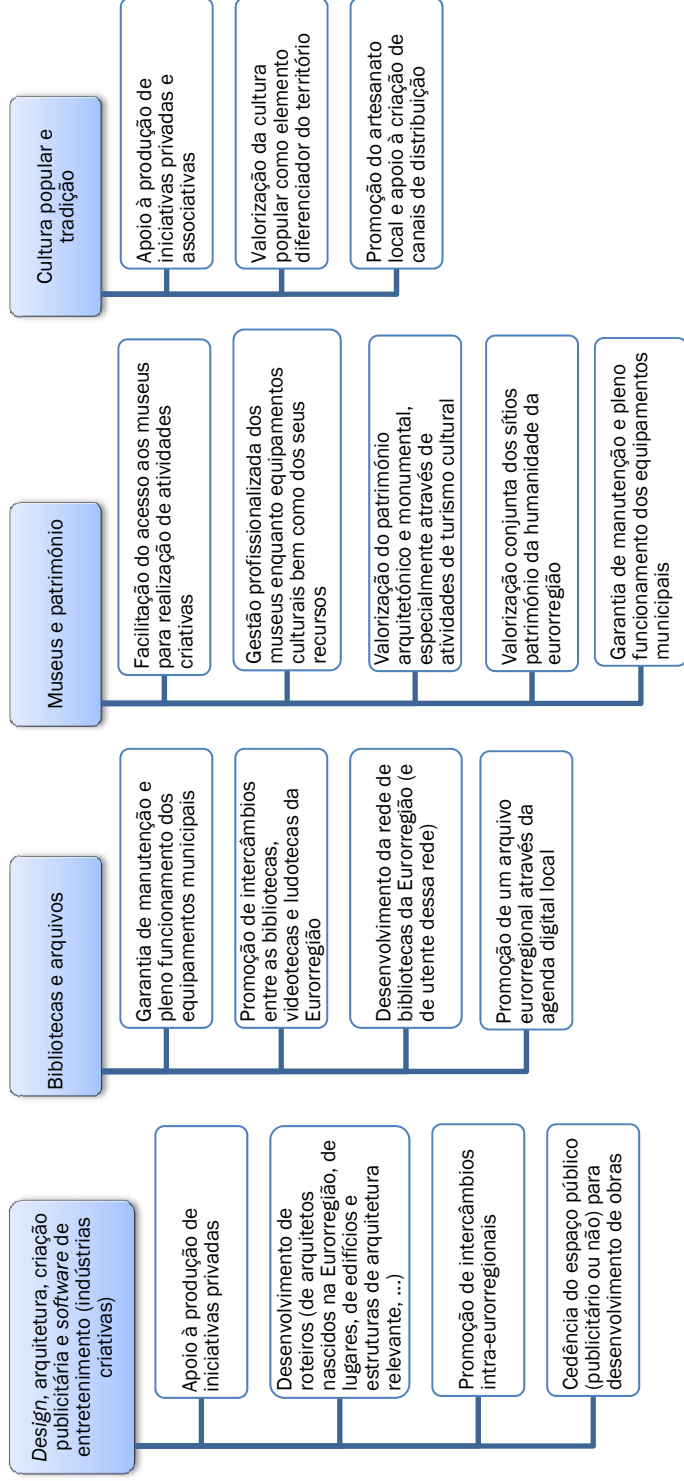 Design, arquitetura, criação
publicitária e software de
entretenimento (indústrias
criativas)
Apoio à produção de
iniciativas privadas
Desenvolvimento de
roteiros (de arquitetos
nascidos na Eurorregião, de
lugares, de edifícios e
estruturas de arquitetura
relevante, ...)
Promoção de intercâmbios
intra-eurorregionais
Cedência do espaço público
(publicitário ou não) para
desenvolvimento de obras
Bibliotecas e arquivos
Garantia de manutenção e
pleno funcionamento dos
equipamentos municipais
Promoção de intercâmbios
entre as bibliotecas,
videotecas e ludotecas da
Eurorregião
Desenvolvimento da rede de
bibliotecas da Eurorregião (e
de utente dessa rede)
Promoção de um arquivo
eurorregional através da
agenda digital local
Museus e património
Facilitação do acesso aos museus
para realização de atividades
criativas
Gestão profissionalizada dos
museus enquanto equipamentos
culturais bem como dos seus
recursos
Valorização do património
arquitetónico e monumental,
especialmente através de
atividades de turismo cultural
Valorização conjunta dos sítios
património da humanidade da
eurorregião
Garantia de manutenção e pleno
funcionamento dos equipamentos
municipais
Cultura popular e
tradição
Apoio à produção de
iniciativas privadas e
associativas
Valorização da cultura
popular como elemento
diferenciador do território
Promoção do artesanato
local e apoio à criação de
canais de distribuição